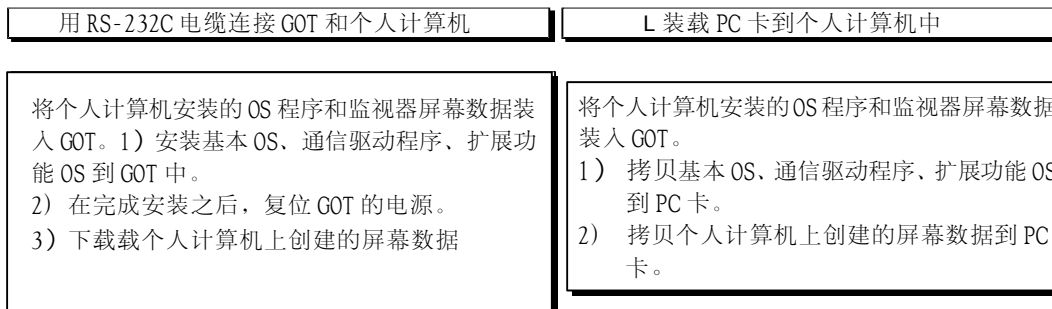 用 RS-232C 电缆连接 GOT 和个人计算机
将个人计算机安装的 OS 程序和监视器屏幕数据装
入 GOT。1）安装基本 OS、通信驱动程序、扩展功
能 OS 到 GOT 中。
2) 在完成安装之后，复位 GOT 的电源。
3）下载载个人计算机上创建的屏幕数据
L 装载 PC 卡到个人计算机中
将个人计算机安装的 OS 程序和监视器屏幕数据
装入 GOT。
1） 拷贝基本 OS、通信驱动程序、扩展功能 OS
到 PC 卡。
2) 拷贝个人计算机上创建的屏幕数据到 PC
卡。